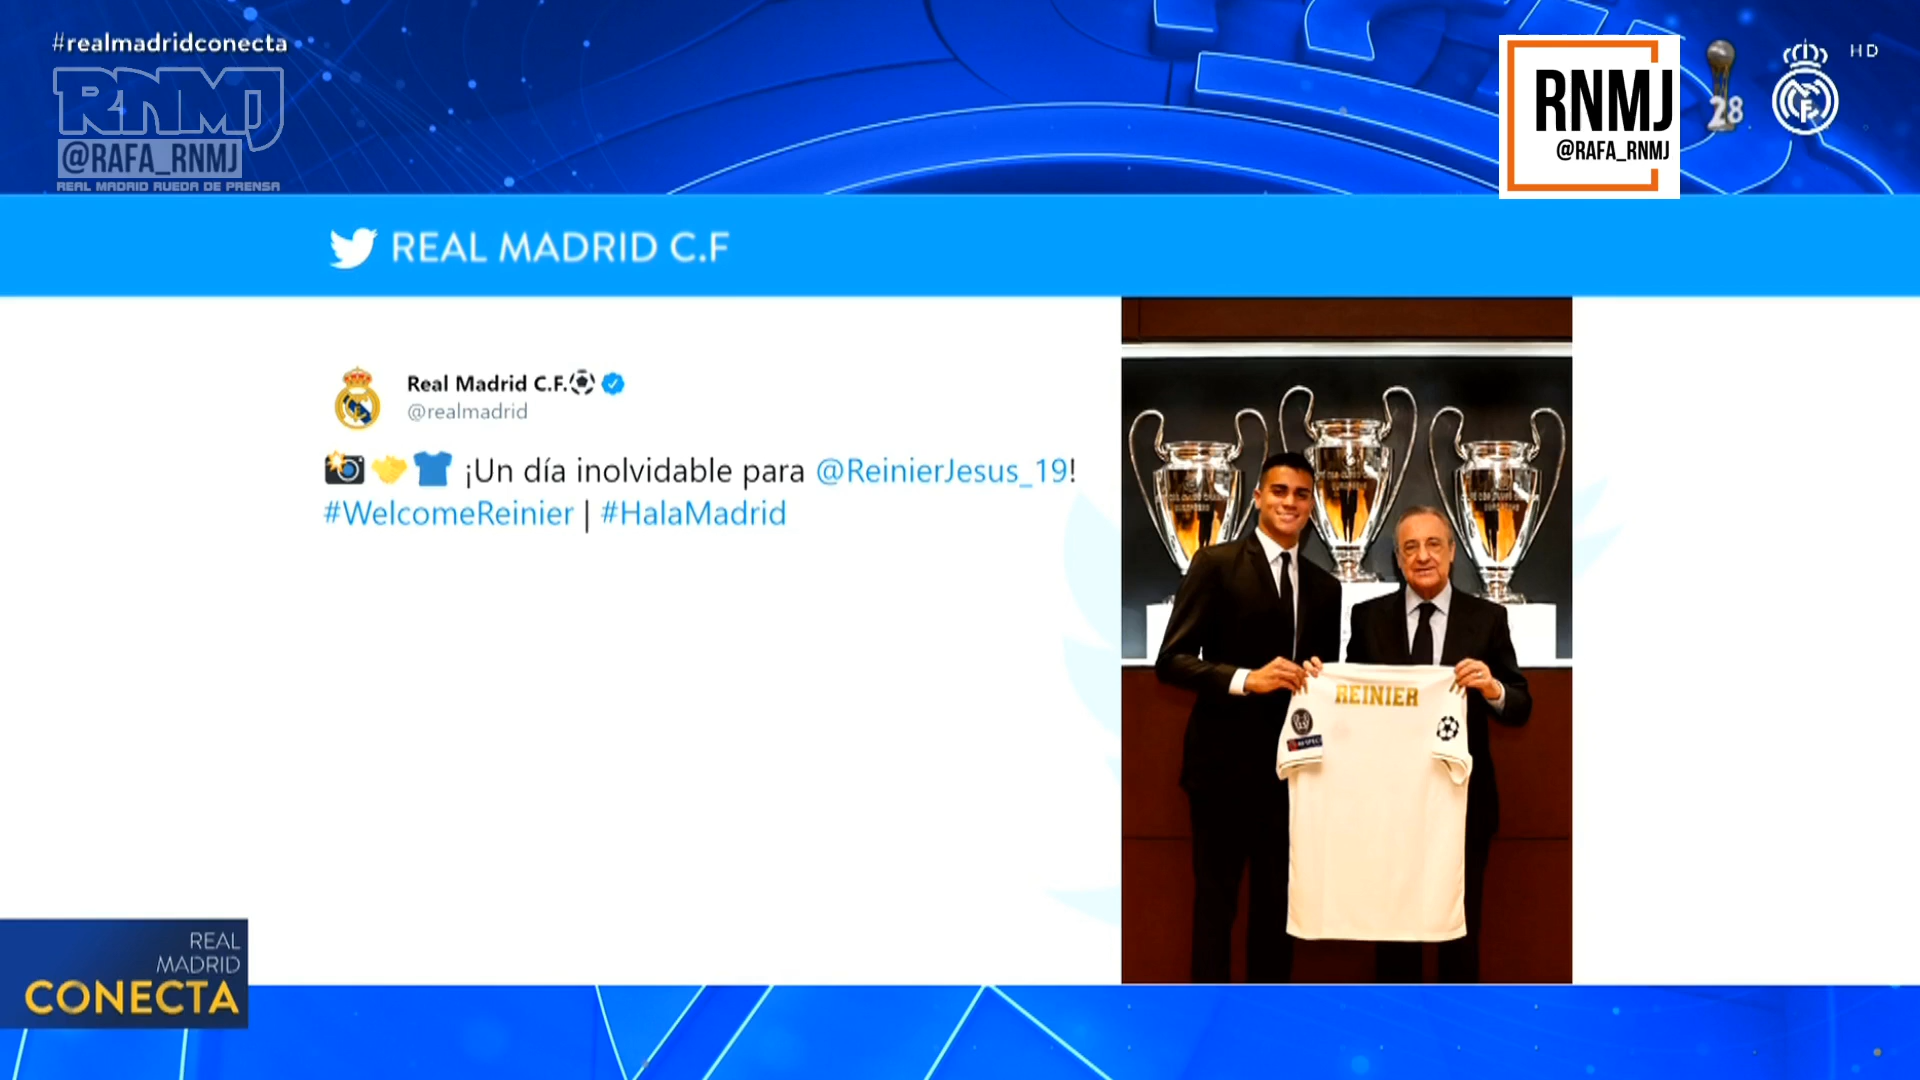 #realmadridconecta
RNMJ
@RAFA_RNMJ
REAL MADRID RUEDA DE PRENSA
RNMJ
@RAFA_RNMJ
28
HD
REAL MADRID C.F
Real Madrid C.F.
@realmadrid
¡Un día inolvidable para @ReinierJesus_19!
#WelcomeReinier | #HalaMadrid
REINIER
RESPECT
REAL
MADRID
CONECTA